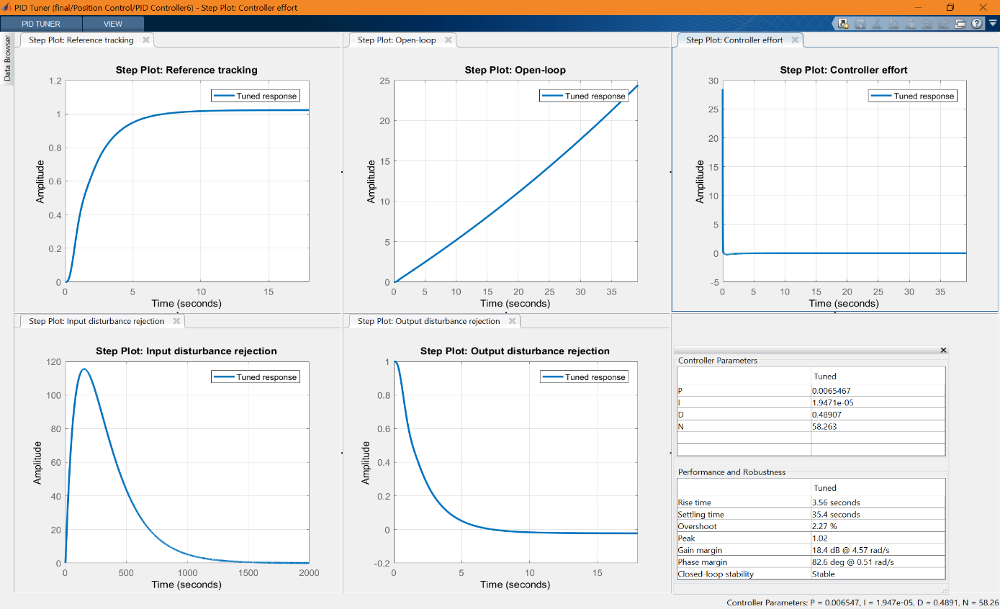 PID Tuner (final/Position Control/PID Controller6) - Step Plot: Controller effort
PID TUNER
VIEW
Data Browser
Step Plot: Reference tracking
Step Plot: Reference tracking
Tuned response
Amplitude
1.2
1
0.8
0.6
0.4
0.2
0
0 5 10 15
Time (seconds)
Step Plot: Open-loop
Step Plot: Open-loop
Tuned response
Amplitude
25
20
15
10
5
0
0 5 10 15 20 25 30 35
Time (seconds)
Step Plot: Controller effort
Step Plot: Controller effort
Tuned response
Amplitude
30
25
20
15
10
5
0
-5
0 5 10 15 20 25 30 35
Time (seconds)
Step Plot: Input disturbance rejection
Step Plot: Input disturbance rejection
Tuned response
Amplitude
120
100
80
60
40
20
0
0 500 1000 1500 2000
Time (seconds)
Step Plot: Output disturbance rejection
Step Plot: Output disturbance rejection
Tuned response
Amplitude
1
0.8
0.6
0.4
0.2
0
-0.2
0 5 10 15
Time (seconds)
Controller Parameters
Tuned
P 0.0065467
I 1.9471e-05
D 0.48907
N 58.263
Performance and Robustness
Tuned
Rise time 3.56 seconds
Settling time 35.4 seconds
Overshoot 2.27 %
Peak 1.02
Gain margin 18.4 dB @ 4.57 rad/s
Phase margin 82.6 deg @ 0.51 rad/s
Closed-loop stability Stable
Controller Parameters: P = 0.006547, I = 1.947e-05, D = 0.4891, N = 58.26